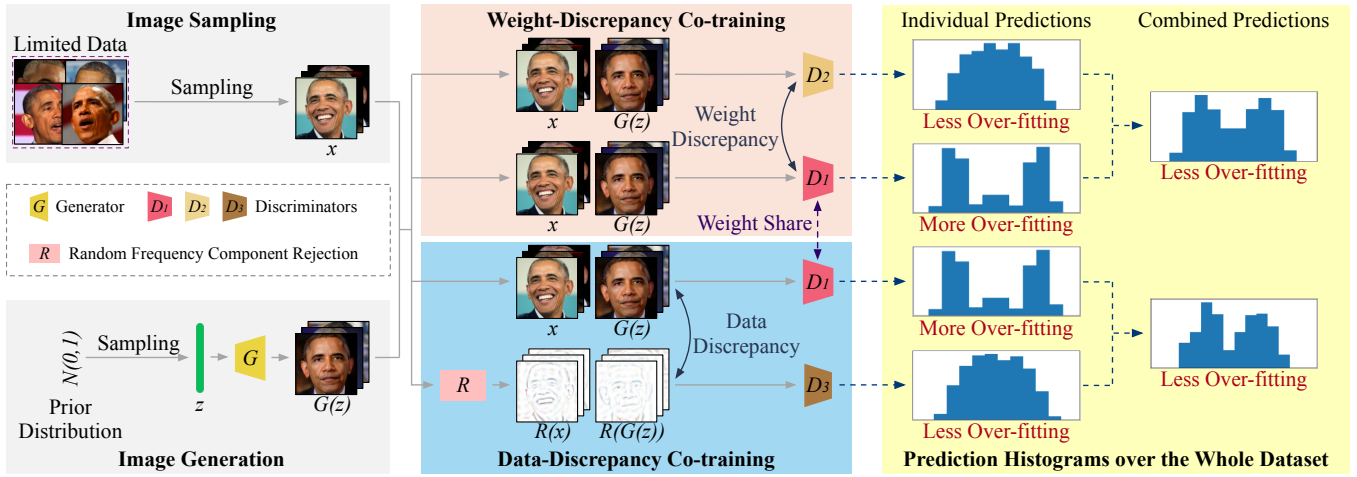 Image Sampling
Limited Data
Sampling
x
G Generator D1 D2 D3 Discriminators
R Random Frequency Component Rejection
N(0,1)
Sampling
G
Prior
Distribution
z
G(z)
Image Generation
Weight-Discrepancy Co-training
D2
x G(z)
Weight
Discrepancy
D1
x G(z)
Weight Share
D1
x G(z)
Data
Discrepancy
R
D3
R(x) R(G(z))
Data-Discrepancy Co-training
Individual Predictions Combined Predictions
Less Over-fitting
Less Over-fitting
More Over-fitting
More Over-fitting
Less Over-fitting
Less Over-fitting
Prediction Histograms over the Whole Dataset